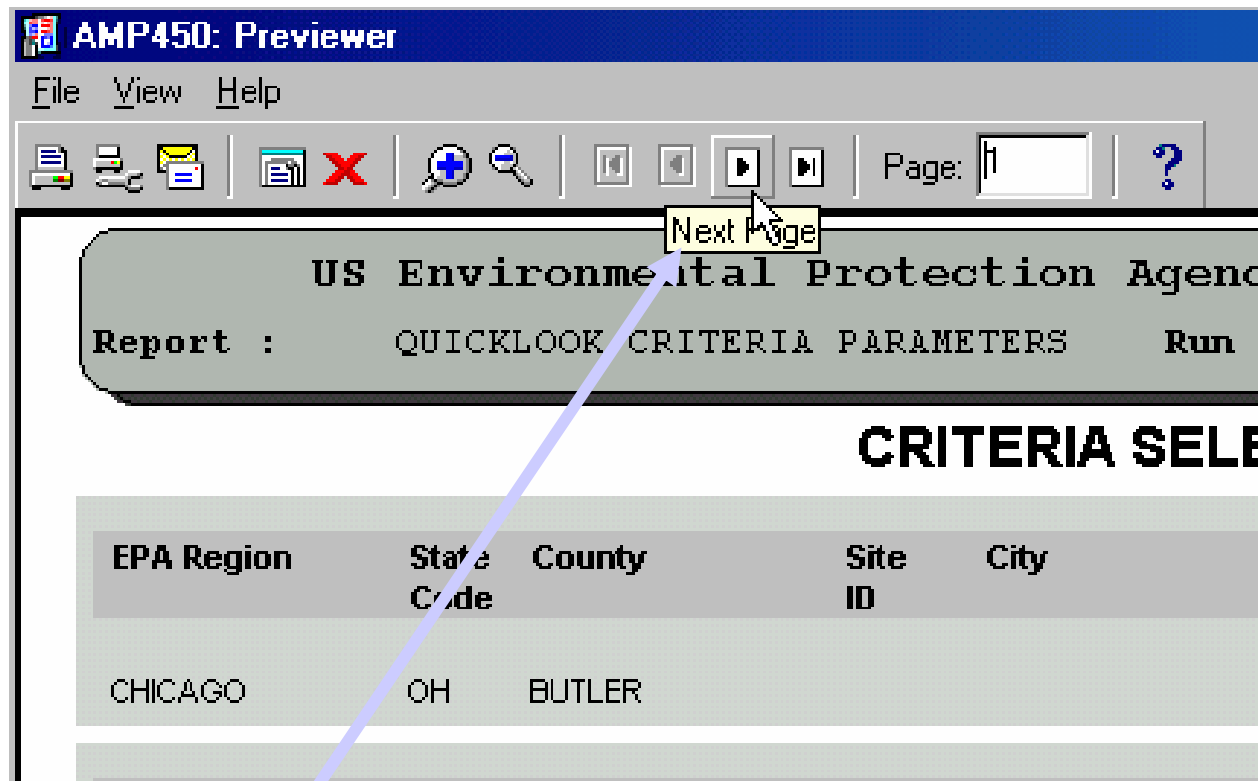 AMP450: Previewer
File View Help
Page: 1 ?
Next Page
US Environmental Protection Agenc
Report : QUICKLOOK CRITERIA PARAMETERS Run
CRITERIA SELE
EPA Region State Code County Site ID City
CHICAGO OH BUTLER